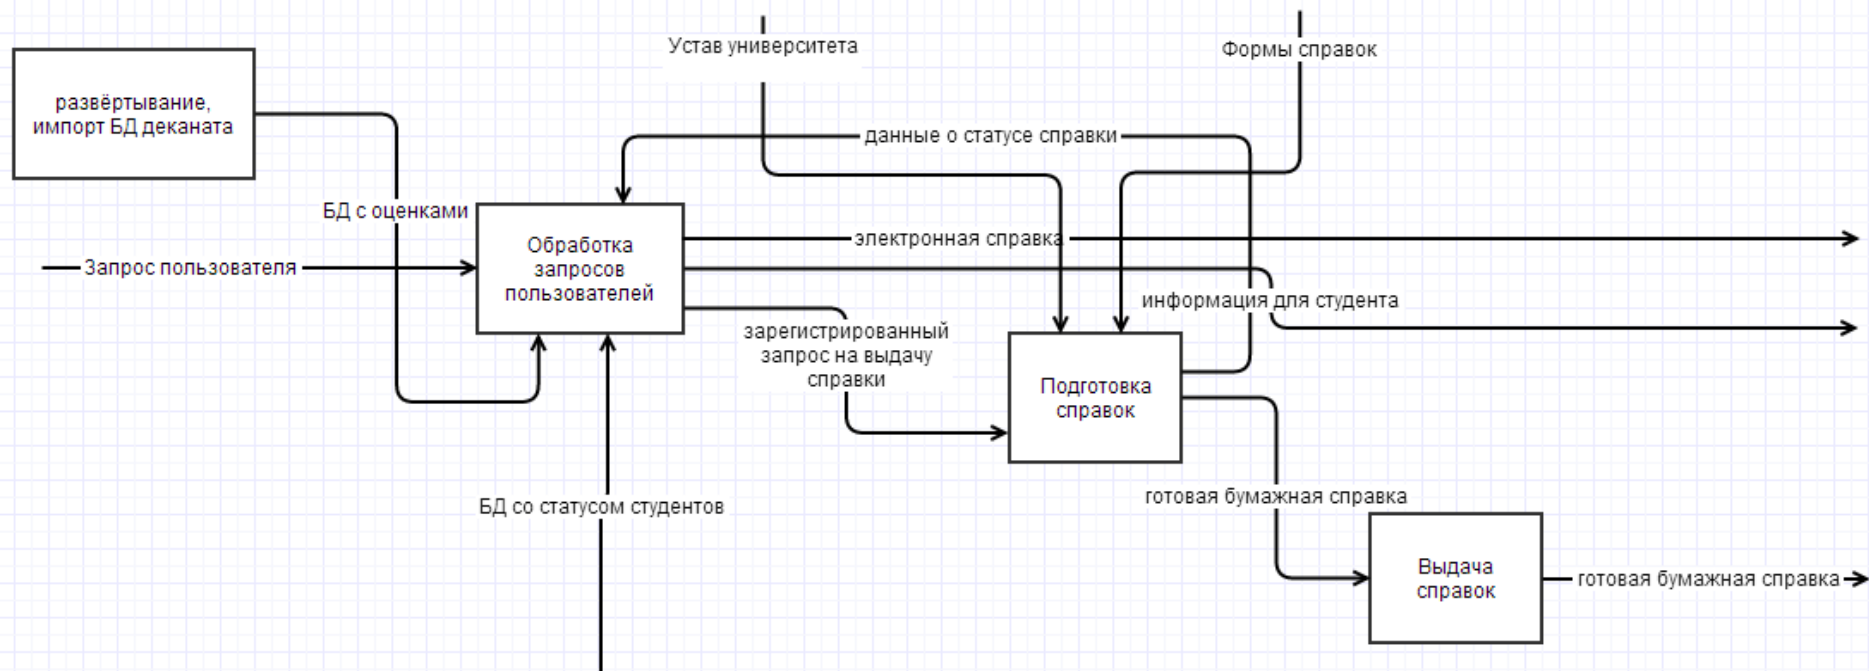 Устав университета
Формы справок
развёртывание,
импорт БД деканата
данные о статусе справки
БД с оценками
Обработка
запросов
пользователей
электронная справка
Запрос пользователя
информация для студента
зарегистрированный
запрос на выдачу
справки
Подготовка
справок
БД со статусом студентов
готовая бумажная справка
Выдача
справок
готовая бумажная справка